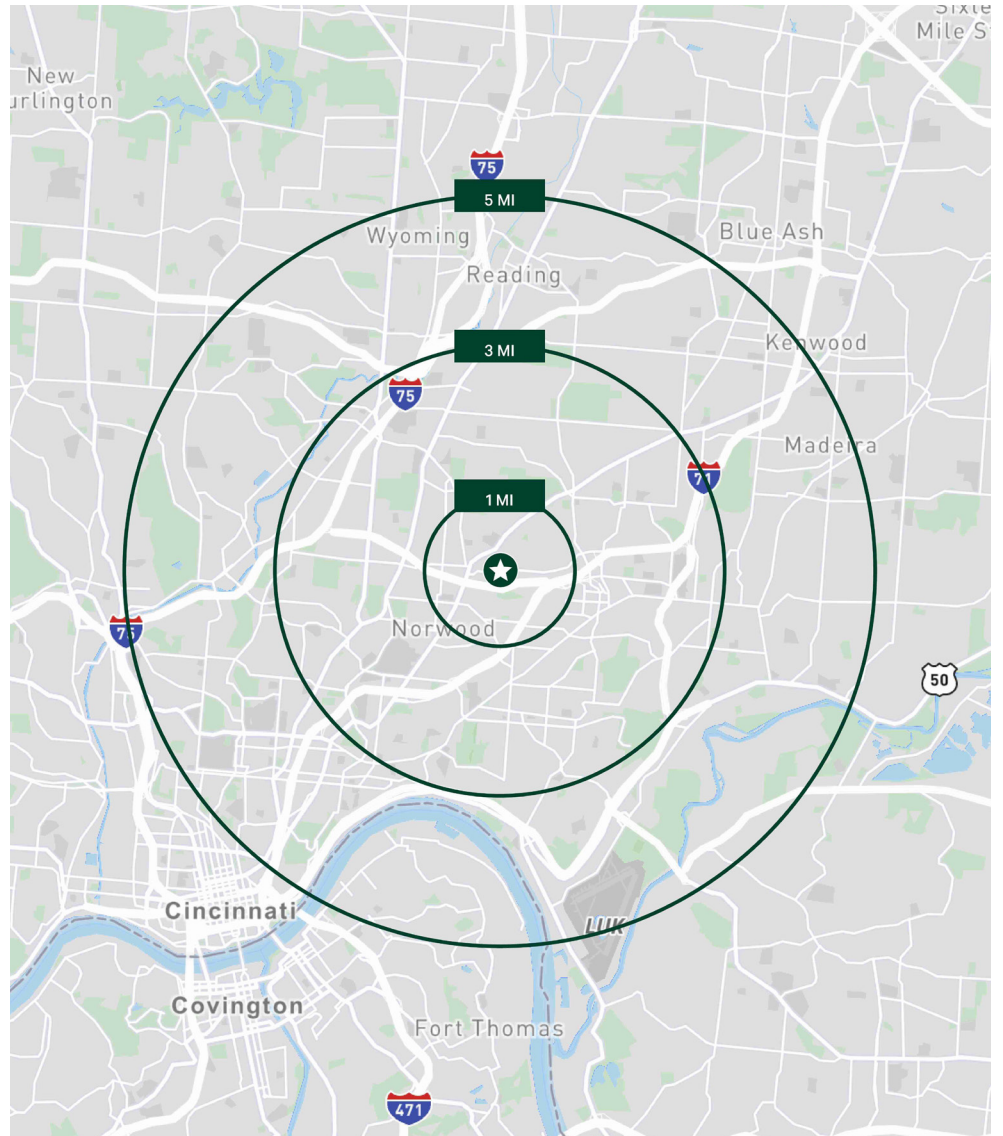 Sixle
Mile S
New
urlington
75
5 MI
Wyoming
Blue Ash
Reading
Kenwood
3 MI
75
Madeira
71
1 MI
Norwood
75
50
Cincinnati
LUK
Covington
Fort Thomas
471